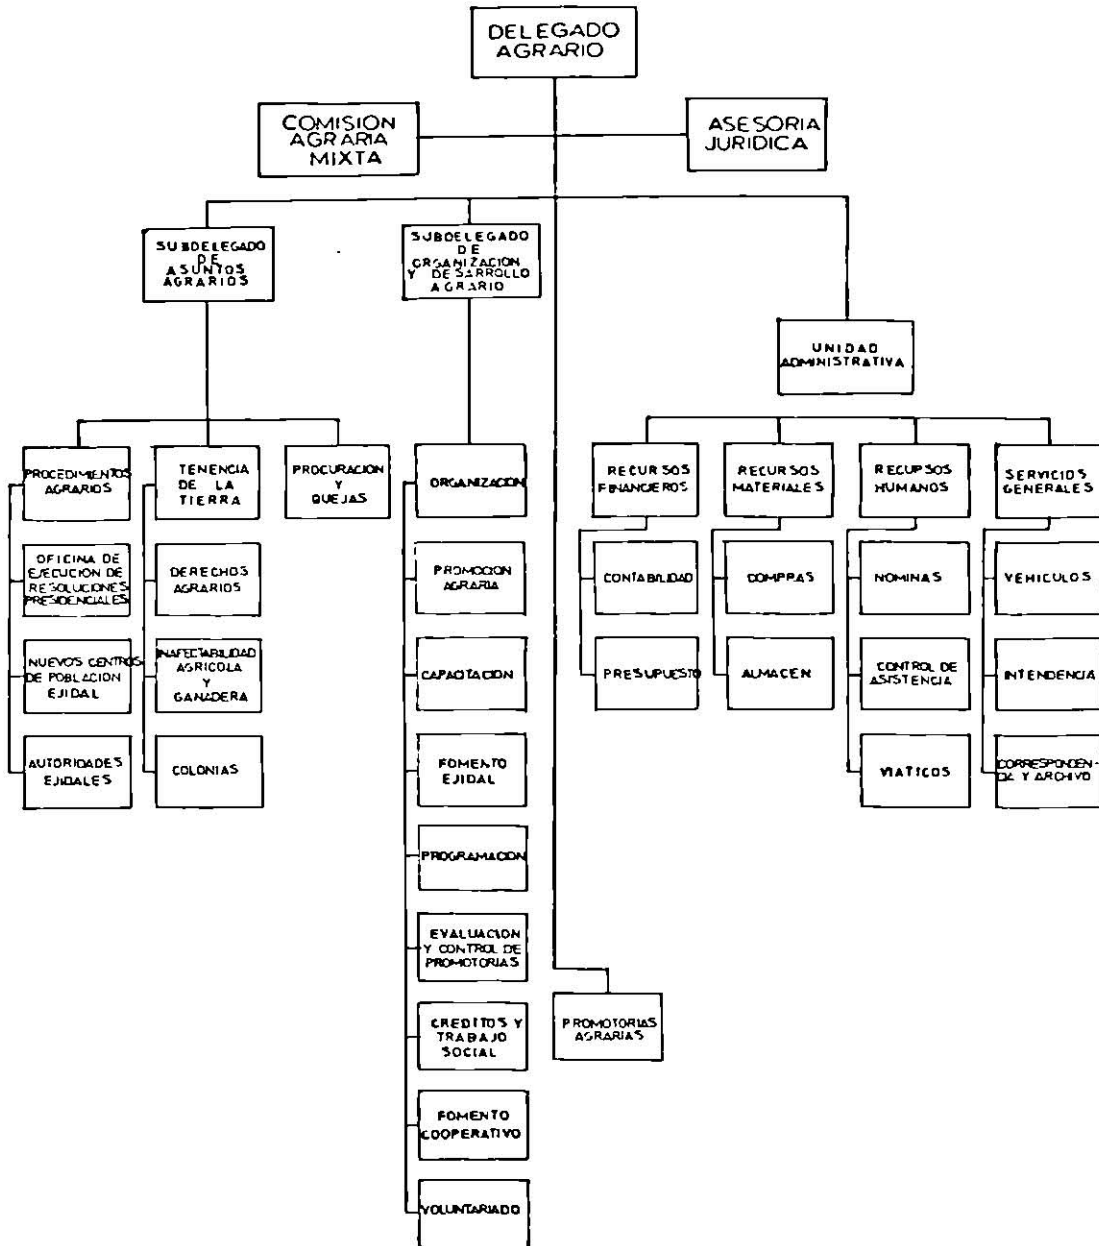 DELEGADO
AGRARIO
COMISION
AGRARIA
MIXTA
ASESORIA
JURIDICA
SUBDELEGADO
DE
ASUNTOS
AGRARIOS
SUBDELEGADO
DE
ORGANIZACION
Y DESARROLLO
AGRARIO
UNIDAD
ADMINISTRATIVA
PROCEDIMIENTOS
AGRARIOS
OFICINA DE
EJECUCION DE
RESOLUCIONES
PRESIDENCIALES
NUEVOS CENTROS
DE POBLACION
EJIDAL
AUTORIDADES
EJIDALES
TENENCIA
DE LA
TIERRA
DERECHOS
AGRARIOS
INAFECTABILIDAD
AGRICOLA
Y
GANADERA
COLONIAS
PROCURACION
Y
QUEJAS
ORGANIZACION
PROMOCION
AGRARIA
CAPACITACION
FOMENTO
EJIDAL
PROGRAMACION
EVALUACION
Y CONTROL DE
PROMOTORIAS
CREDITOS Y
TRABAJO
SOCIAL
FOMENTO
COOPERATIVO
VOLUNTARIADO
PROMOTORIAS
AGRARIAS
RECURSOS
FINANCIEROS
CONTABILIDAD
PRESUPUESTO
RECURSOS
MATERIALES
COMPRAS
ALMACEN
RECURSOS
HUMANOS
NOMINAS
CONTROL DE
ASISTENCIA
VIATICOS
SERVICIOS
GENERALES
VEHICULOS
INTENDENCIA
CORRESPONDEN-
CIA Y ARCHIVO